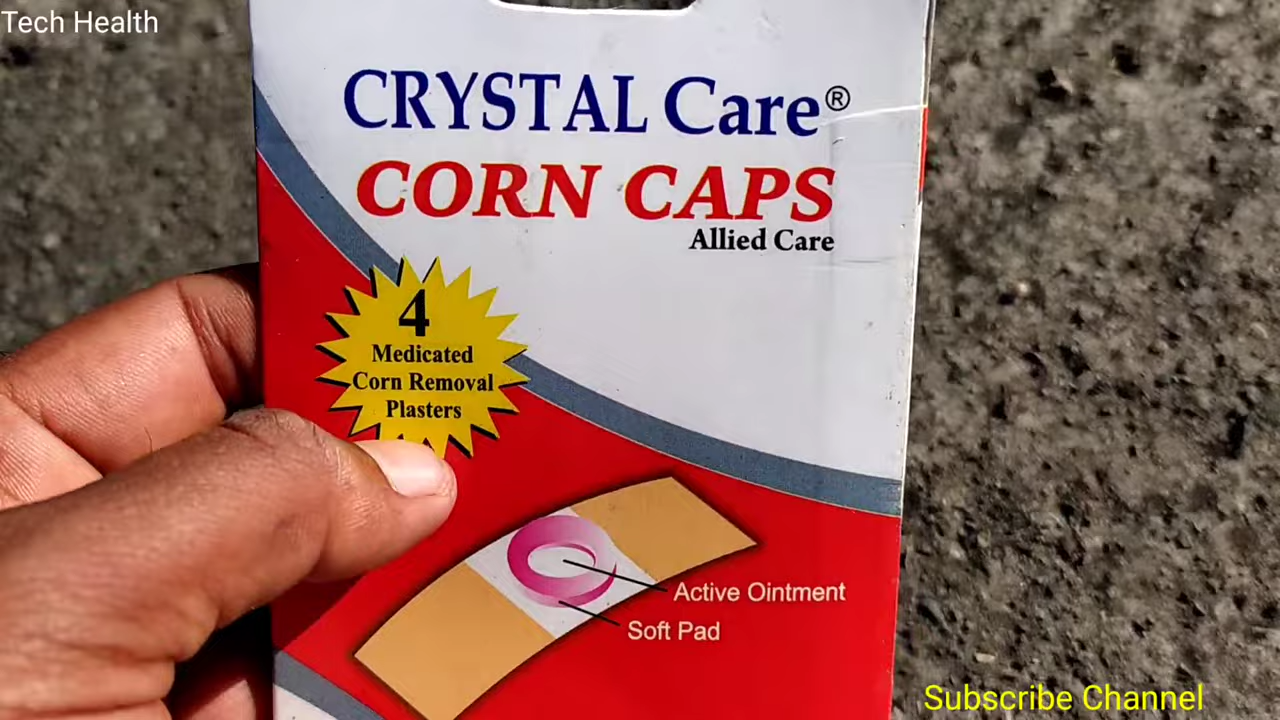 Tech Health
CRYSTAL Care®
CORN CAPS
Allied Care
4
Medicated
Corn Removal
Plasters
Active Ointment
Soft Pad
Subscribe Channel